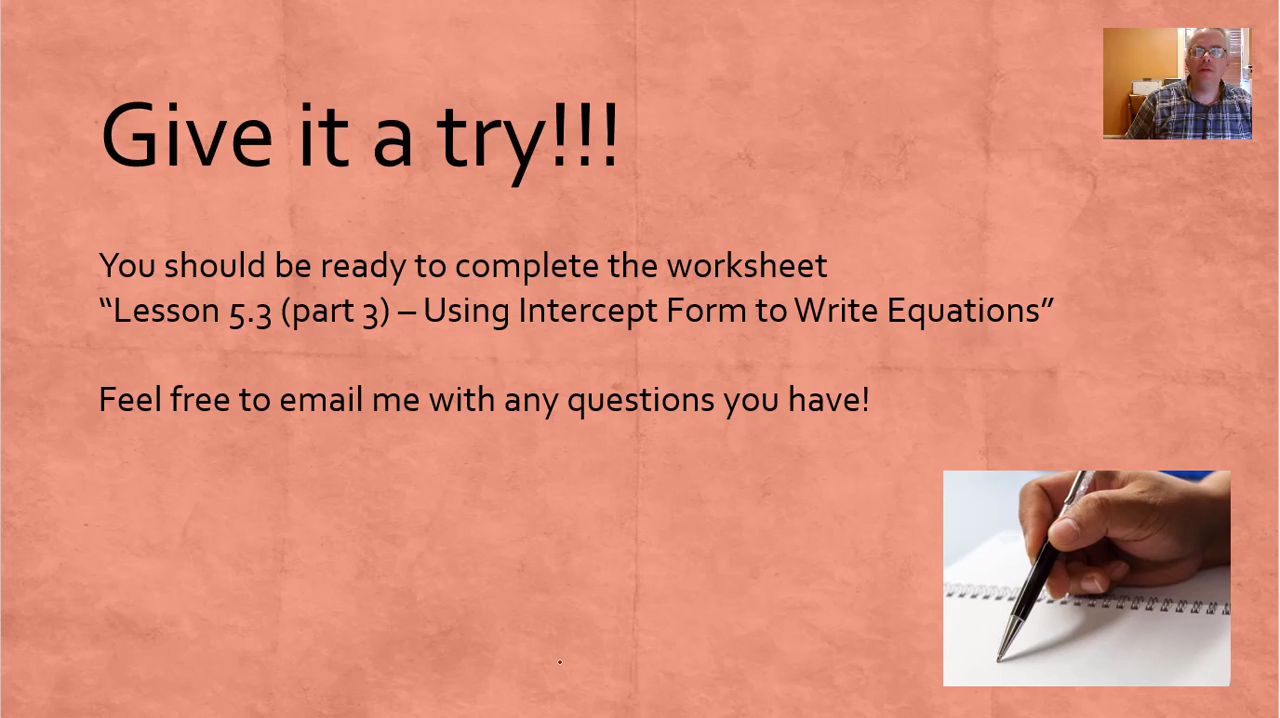 Give it a try!!!
You should be ready to complete the worksheet
“Lesson 5.3 (part 3) – Using Intercept Form to Write Equations”
Feel free to email me with any questions you have!